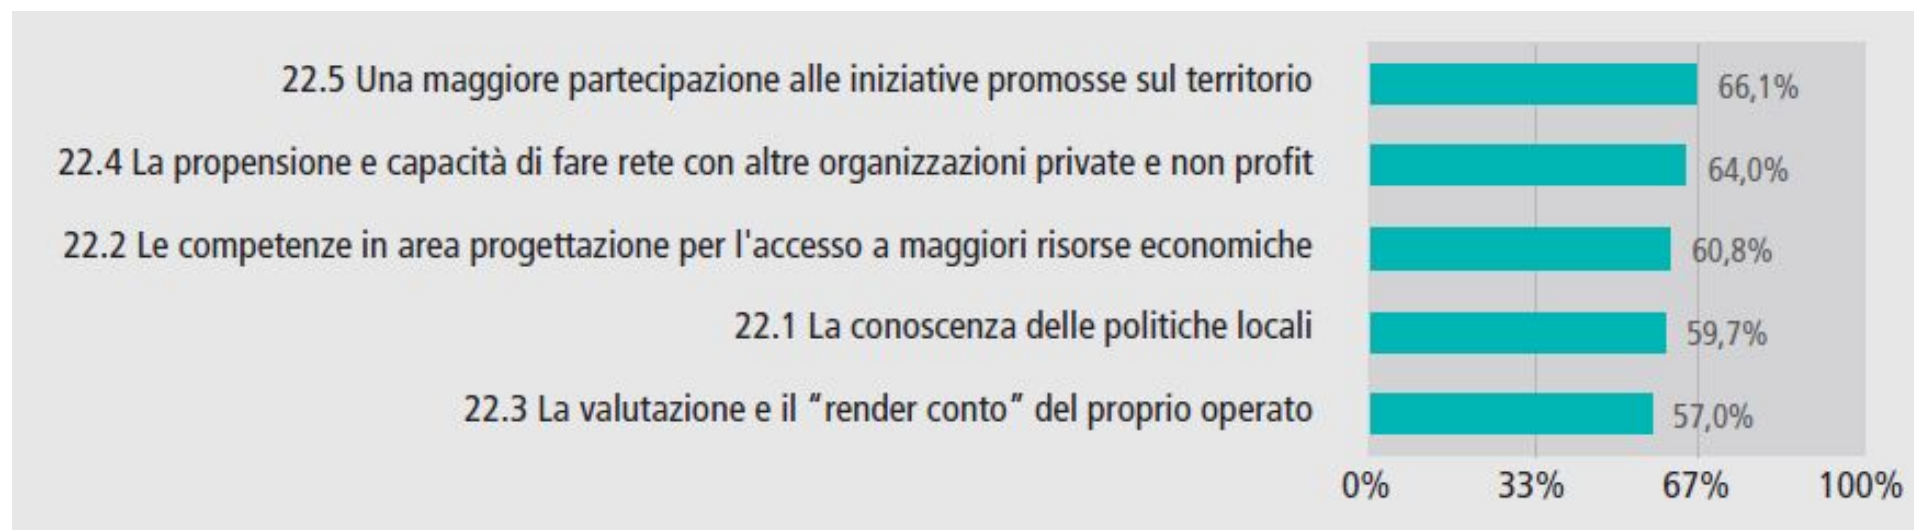 22.5 Una maggiore partecipazione alle iniziative promosse sul territorio 66,1%
22.4 La propensione e capacità di fare rete con altre organizzazioni private e non profit 64,0%
22.2 Le competenze in area progettazione per l'accesso a maggiori risorse economiche 60,8%
22.1 La conoscenza delle politiche locali 59,7%
22.3 La valutazione e il “render conto” del proprio operato 57,0%
0% 33% 67% 100%